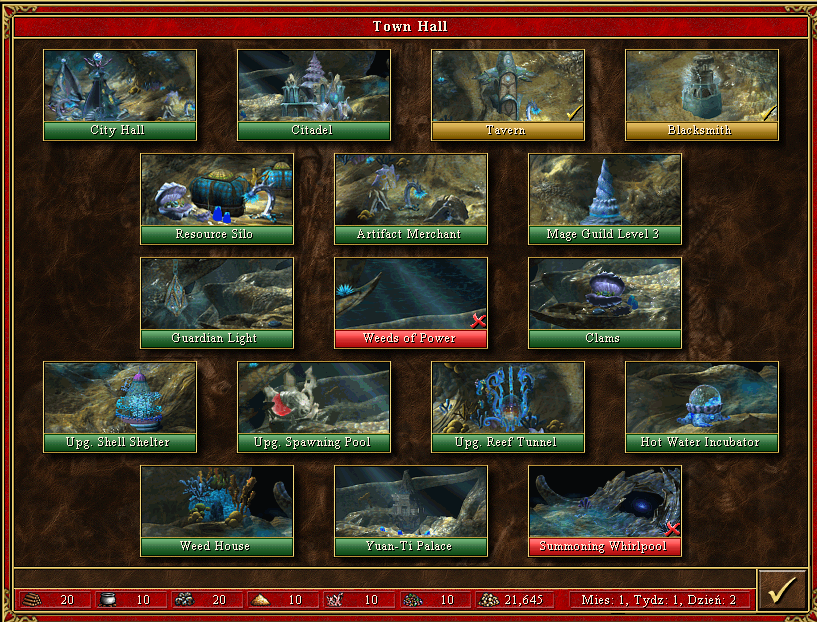 Town Hall
City Hall
Citadel
Tavern
Blacksmith
Resource Silo
Artifact Merchant
Mage Guild Level 3
Guardian Light
Weeds of Power
Clams
Upg. Shell Shelter
Upg. Spawning Pool
Upg. Reef Tunnel
Hot Water Incubator
Weed House
Yuan-Ti Palace
Summoning Whirlpool
20 10 20 10 10 10 21,645 Mies: 1, Tydz: 1, Dzień: 2